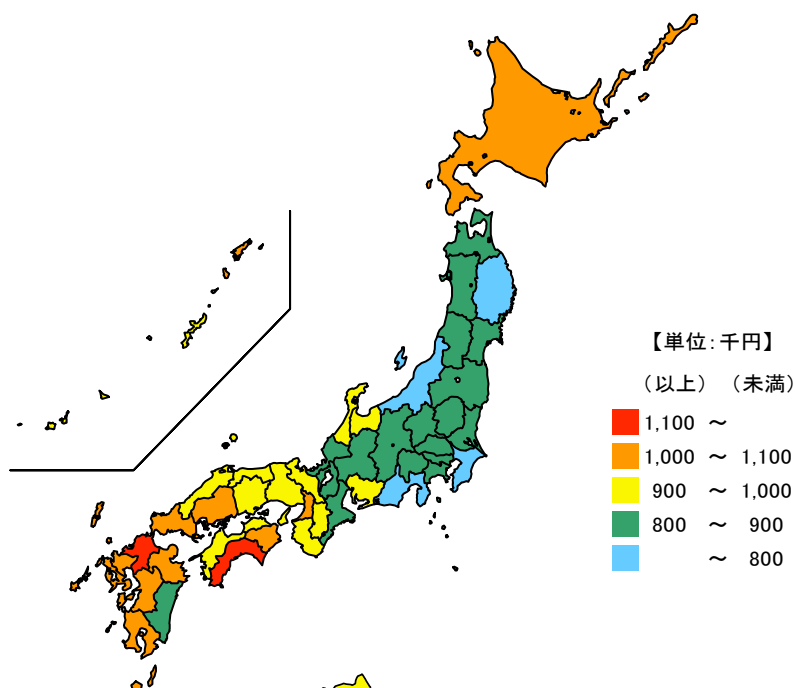 【単位：千円】
（以上） （未満）
1,100 ～
1,000 ～ 1,100
900 ～ 1,000
800 ～ 900
～ 800